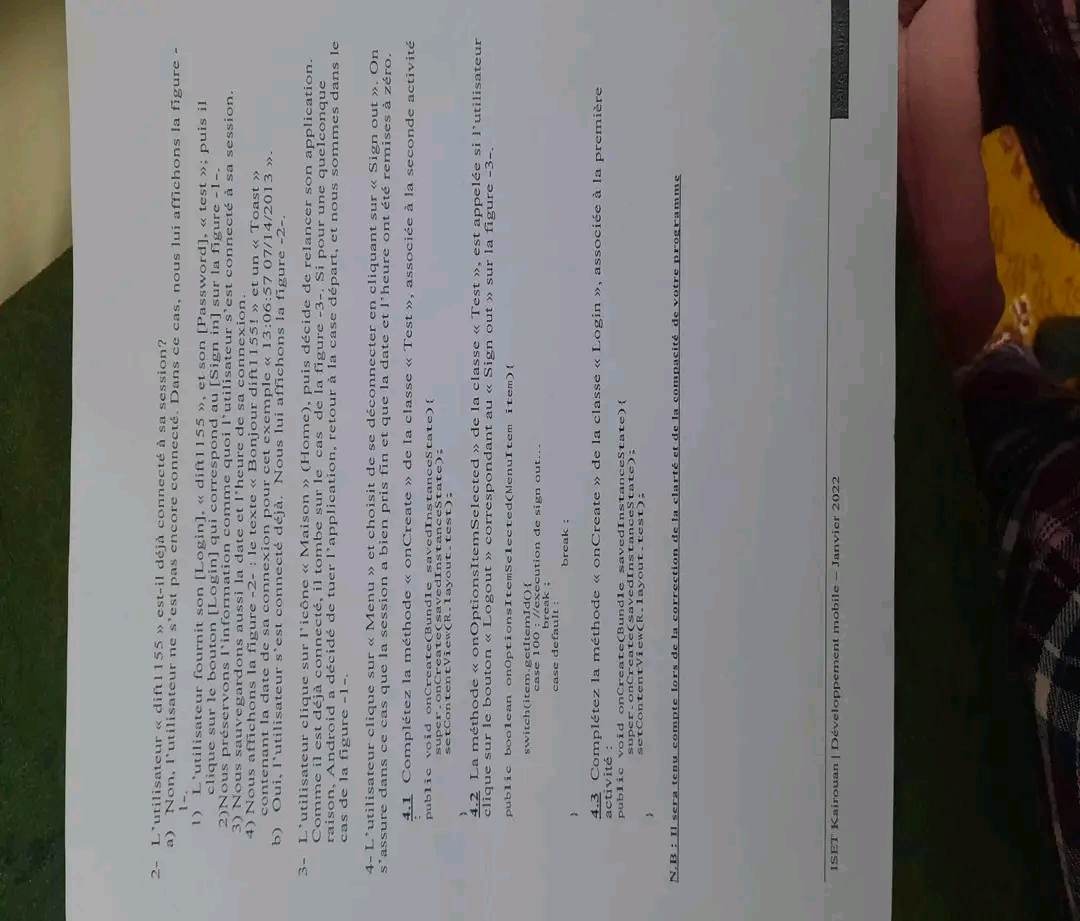 2- L'utilisateur « dift1155 » est-il déjà connecté à sa session?
a) Non, l'utilisateur ne s'est pas encore connecté. Dans ce cas, nous lui affichons la figure -
1-.
1) L'utilisateur fournit son [Login], « dift1155 », et son [Password], « test »; puis il
clique sur le bouton [Login] qui correspond au [Sign in] sur la figure -1-.
2)Nous préservons l'information comme quoi l'utilisateur s'est connecté à sa session.
3) Nous sauvegardons aussi la date et l'heure de sa connexion.
4) Nous affichons la figure -2- : le texte « Bonjour dift1155! » et un « Toast »
contenant la date de sa connexion pour cet exemple « 13:06:57 07/14/2013 ».
b) Oui, l'utilisateur s'est connecté déjà. Nous lui affichons la figure -2-.
3- L'utilisateur clique sur l'icône « Maison » (Home), puis décide de relancer son application.
Comme il est déjà connecté, il tombe sur le cas de la figure -3-. Si pour une quelconque
raison, Android a décidé de tuer l'application, retour à la case départ, et nous sommes dans le
cas de la figure -1-.
4- L'utilisateur clique sur « Menu » et choisit de se déconnecter en cliquant sur « Sign out ». On
s'assure dans ce cas que la session a bien pris fin et que la date et l'heure ont été remises à zéro.
4.1 Complétez la méthode « onCreate » de la classe « Test », associée à la seconde activité
:
public void onCreate(Bundle savedInstanceState){
super.onCreate(savedInstanceState);
setContentView(R.layout.test);
}
4.2 La méthode « ontOptionsItemSelected » de la classe « Test », est appelée si l'utilisateur
clique sur le bouton « Logout » correspondant au « Sign out » sur la figure -3-.
public boolean onOptionsItemSelected(MenuItem item){
switch(item.getItemId(){
case 100 : //execution de sign out...
break ;
case default :
break ;
}
4.3 Complétez la méthode « onCreate » de la classe « Login », associée à la première
activité :
public void onCreate(Bundle savedInstanceState){
super.onCreate(savedInstanceState);
setContentView(R.layout.test);
}
N.B : Il sera tenu compte lors de la correction de la clarté et de la compacité de votre programme
ISET Kairouan | Développement mobile – Janvier 2022